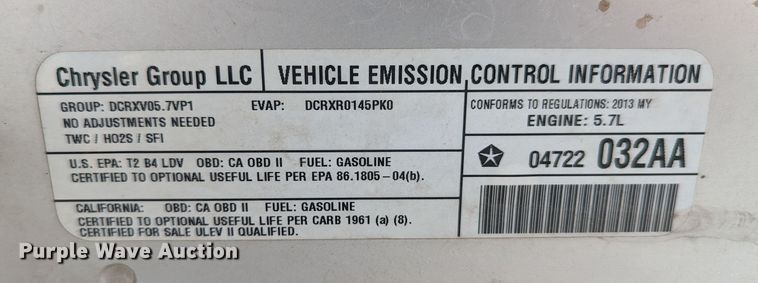 Chrysler Group LLC
VEHICLE EMISSION CONTROL INFORMATION
GROUP: DCRXV05.7VP1 EVAP: DCRXR0145PK0
NO ADJUSTMENTS NEEDED
TWC / HO2S / SFI
CONFORMS TO REGULATIONS: 2013 MY
ENGINE: 5.7L
U.S. EPA: T2 B4 LDV OBD: CA OBD II FUEL: GASOLINE
CERTIFIED TO OPTIONAL USEFUL LIFE PER EPA 86.1805-04(b).
04722 032AA
CALIFORNIA: OBD: CA OBD II FUEL: GASOLINE
CERTIFIED TO OPTIONAL USEFUL LIFE PER CARB 1961 (a) (8).
CERTIFIED FOR SALE ULEV II QUALIFIED.
Purple Wave Auction